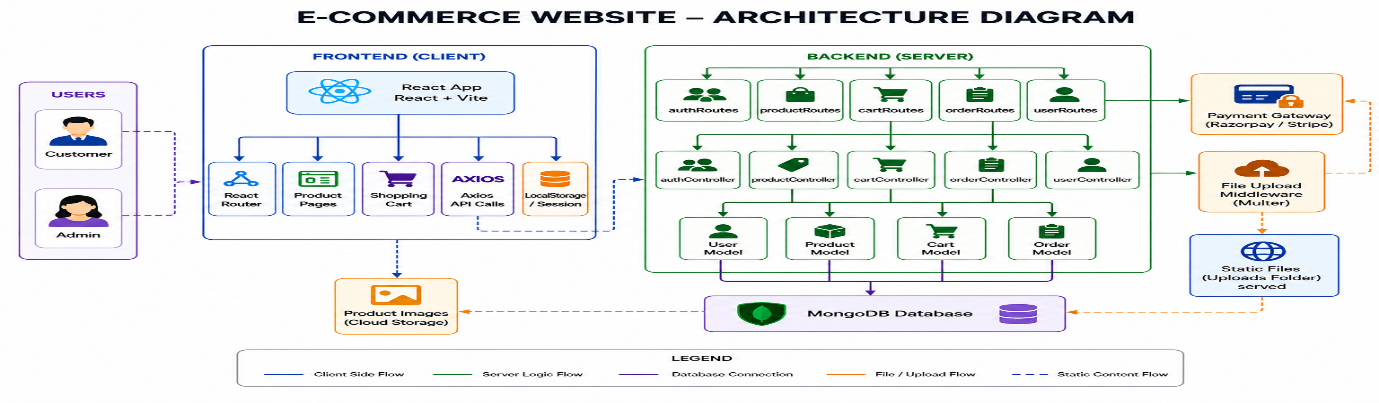 E-COMMERCE WEBSITE – ARCHITECTURE DIAGRAM
USERS
Customer
Admin
FRONTEND (CLIENT)
React App
React + Vite
React
Router
Product
Pages
Shopping
Cart
AXIOS
Axios
API Calls
LocalStorage
/ Session
Product Images
(Cloud Storage)
BACKEND (SERVER)
authRoutes
productRoutes
cartRoutes
orderRoutes
userRoutes
authController
productController
cartController
orderController
userController
User
Model
Product
Model
Cart
Model
Order
Model
MongoDB Database
Payment Gateway
(Razorpay / Stripe)
File Upload
Middleware
(Multer)
Static Files
(Uploads Folder)
served
LEGEND
Client Side Flow
Server Logic Flow
Database Connection
File / Upload Flow
Static Content Flow